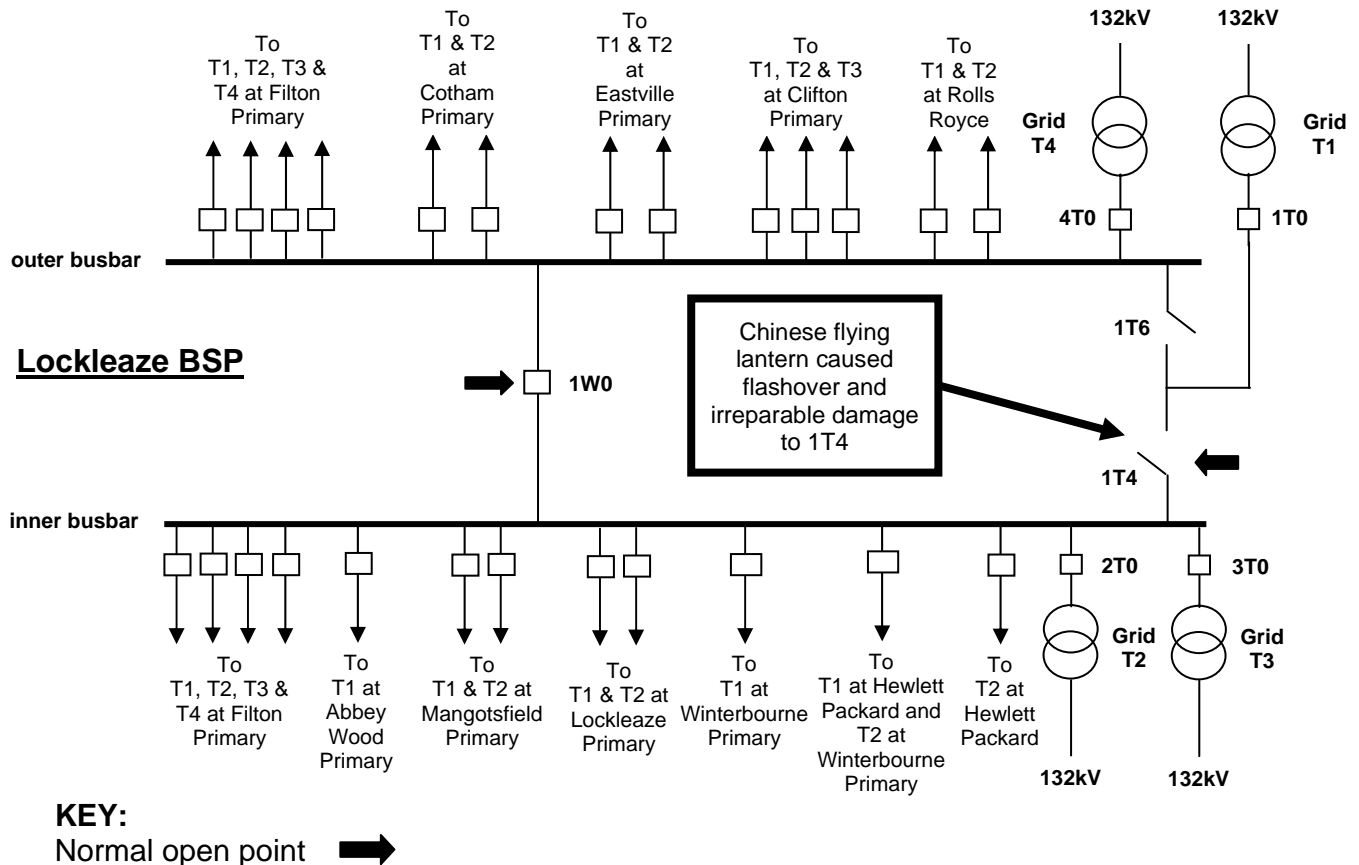 132kV
132kV
To
T1, T2, T3 &
T4 at Filton
Primary
To
T1 & T2
at
Cotham
Primary
To
T1 & T2
at
Eastville
Primary
To
T1, T2 & T3
at Clifton
Primary
To
T1 & T2
at Rolls
Royce
Grid
T4
Grid
T1
4T0
1T0
outer busbar
1T6
Chinese flying
lantern caused
flashover and
irreparable damage
to 1T4
Lockleaze BSP
1W0
1T4
inner busbar
2T0
3T0
To
T1, T2, T3 &
T4 at Filton
Primary
To
T1 at
Abbey
Wood
Primary
To
T1 & T2 at
Mangotsfield
Primary
To
T1 & T2 at
Lockleaze
Primary
To
T1 at
Winterbourne
Primary
To
T1 at Hewlett
Packard and
T2 at
Winterbourne
Primary
To
T2 at
Hewlett
Packard
Grid
T2
Grid
T3
132kV
132kV
KEY:
Normal open point